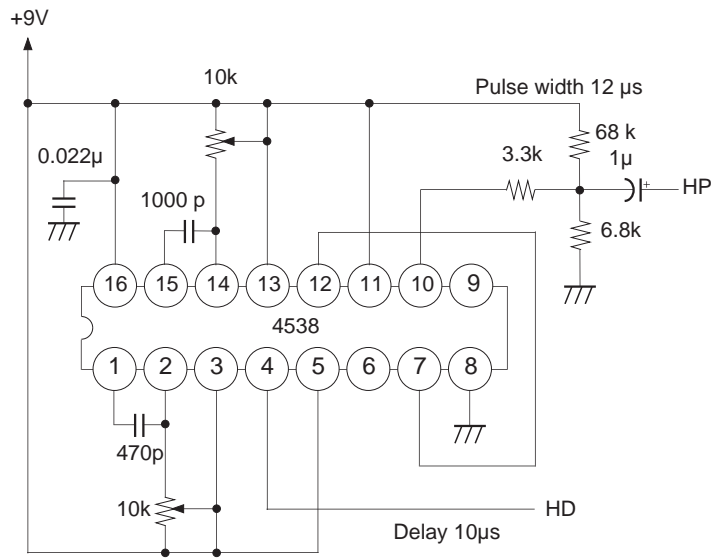 +9V
10k
Pulse width 12 µs
0.022µ
68 k
3.3k
1µ
+
HP
1000 p
6.8k
16 15 14 13 12 11 10 9
4538
1 2 3 4 5 6 7 8
470p
10k
HD
Delay 10µs